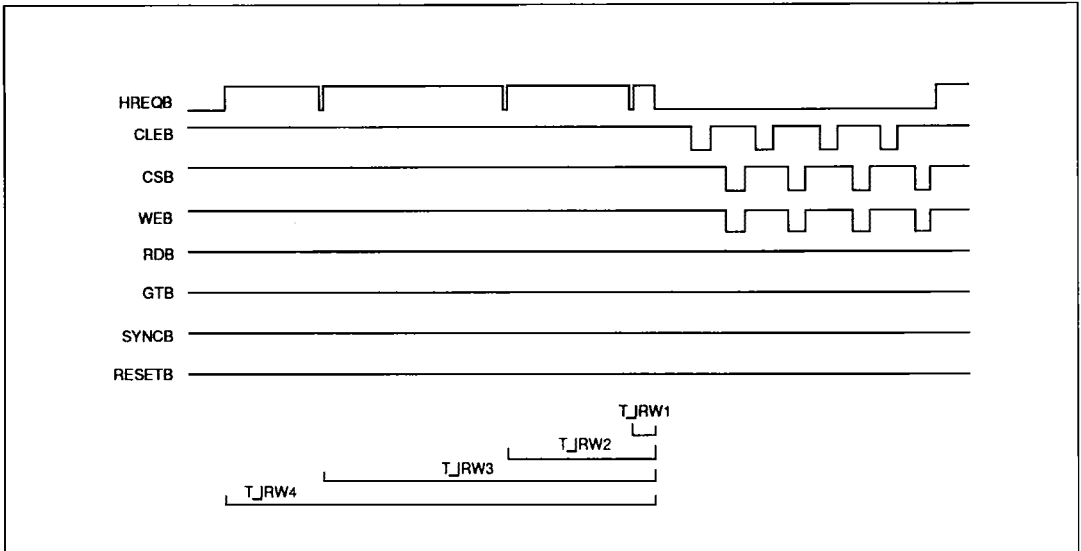 HREQB
CLEB
CSB
WEB
RDB
GTB
SYNCB
RESETB
T_IRW1
T_IRW2
T_IRW3
T_IRW4